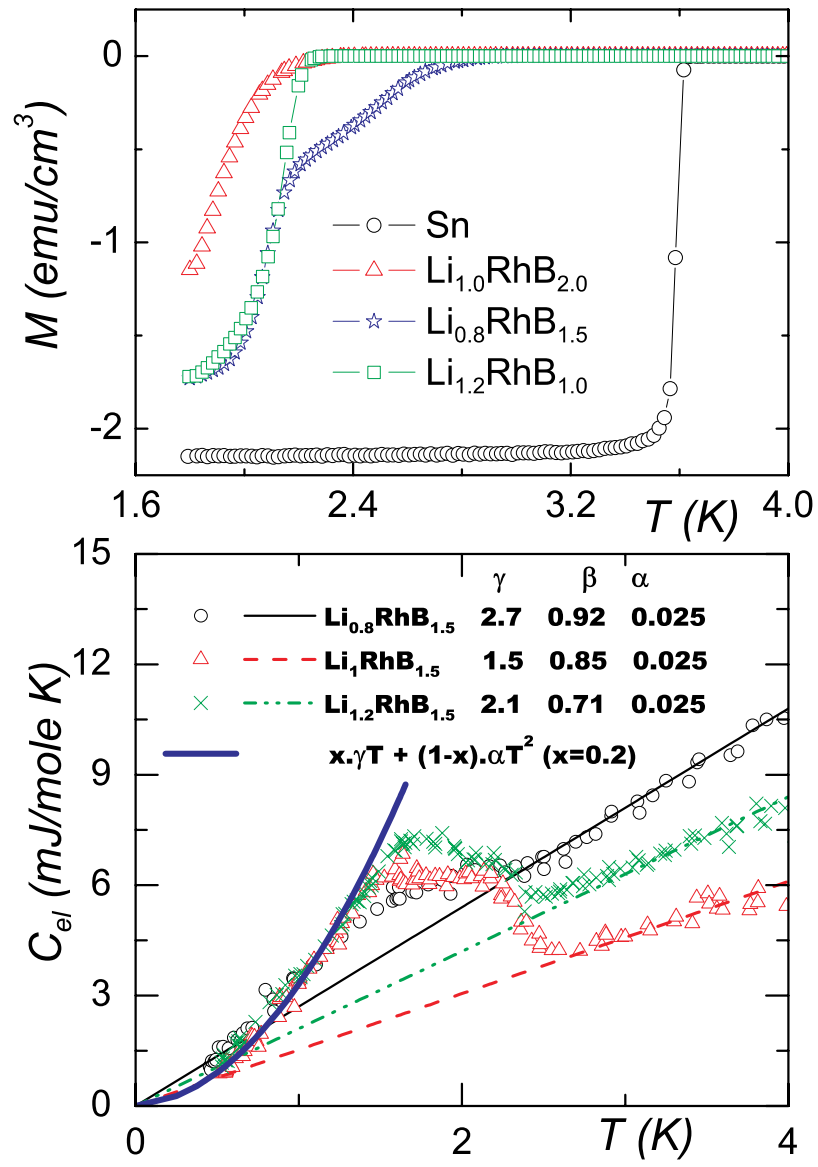 0
-1
-2
M (emu/cm³)
Sn
Li₁.₀RhB₂.₀
Li₀.₈RhB₁.₅
Li₁.₂RhB₁.₀
1.6 2.4 3.2 4.0
T (K)
15
12
9
6
3
0
C_el (mJ/mole K)
γ β α
Li₀.₈RhB₁.₅ 2.7 0.92 0.025
Li₁RhB₁.₅ 1.5 0.85 0.025
Li₁.₂RhB₁.₅ 2.1 0.71 0.025
x.γT + (1-x).αT² (x=0.2)
0 2 4
T (K)